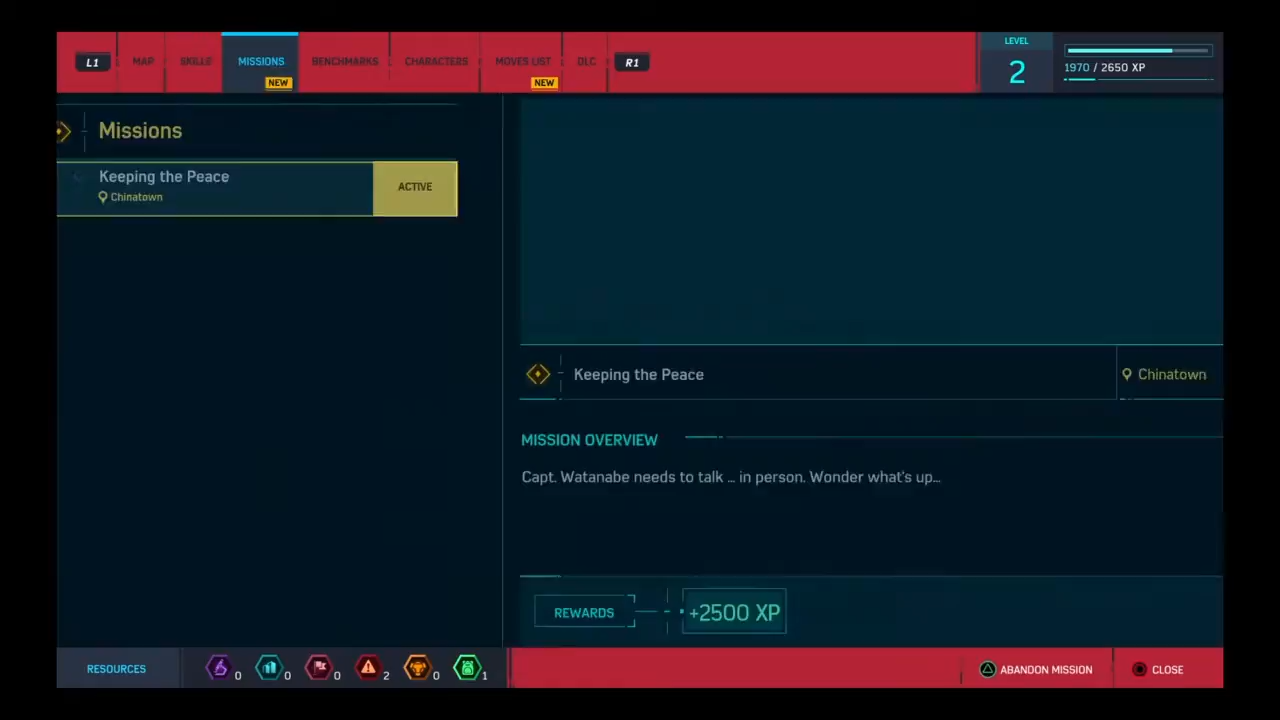 L1 MAP SKILLS MISSIONS BENCHMARKS CHARACTERS MOVES LIST DLC R1
NEW NEW
LEVEL
2
1970 / 2650 XP
Missions
Keeping the Peace
Chinatown
ACTIVE
Keeping the Peace
Chinatown
MISSION OVERVIEW
Capt. Watanabe needs to talk ... in person. Wonder what's up...
REWARDS +2500 XP
RESOURCES 0 0 0 2 0 1
ABANDON MISSION CLOSE